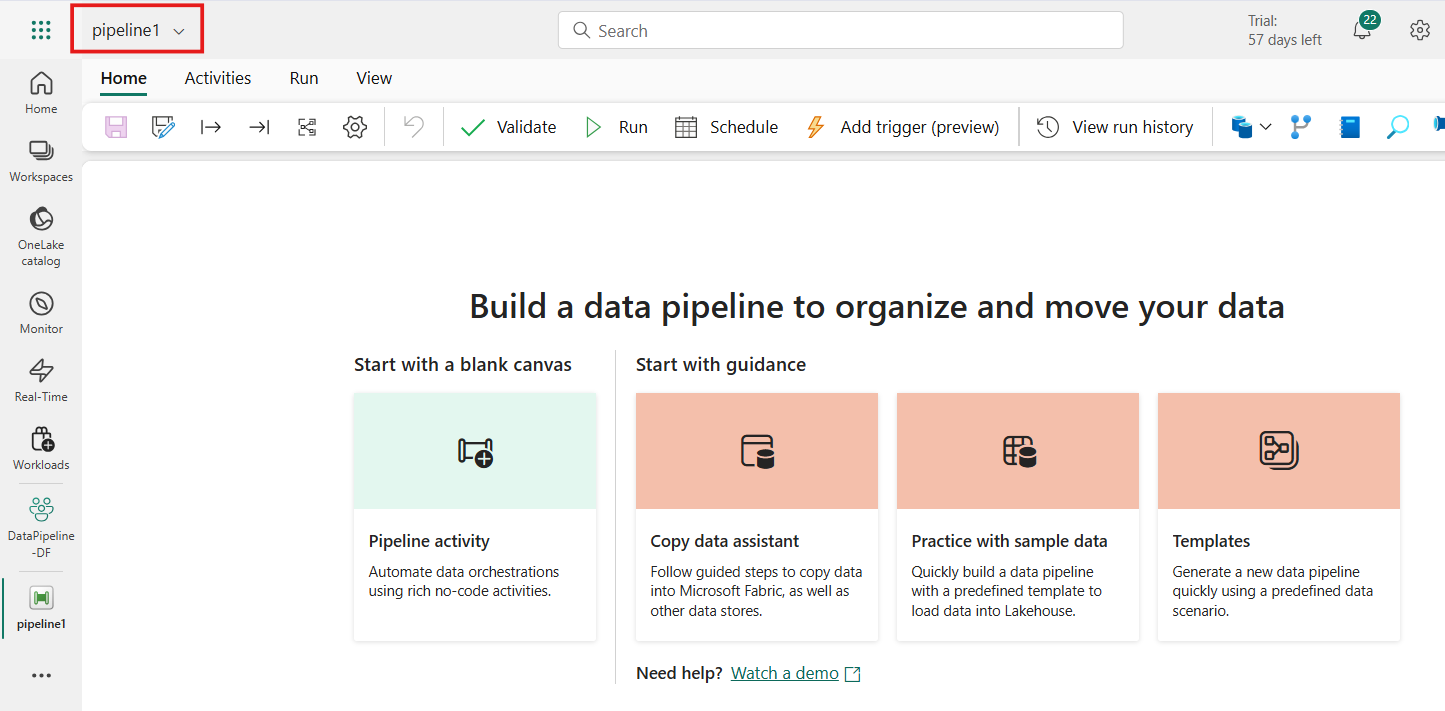 pipeline1
Search
Trial:
57 days left
22
Home
Activities
Run
View
Validate
Run
Schedule
Add trigger (preview)
View run history
Home
Workspaces
OneLake
catalog
Monitor
Real-Time
Workloads
DataPipeline
-DF
pipeline1
Build a data pipeline to organize and move your data
Start with a blank canvas
Start with guidance
Pipeline activity
Automate data orchestrations
using rich no-code activities.
Copy data assistant
Follow guided steps to copy data
into Microsoft Fabric, as well as
other data stores.
Practice with sample data
Quickly build a data pipeline
with a predefined template to
load data into Lakehouse.
Templates
Generate a new data pipeline
quickly using a predefined data
scenario.
Need help? Watch a demo